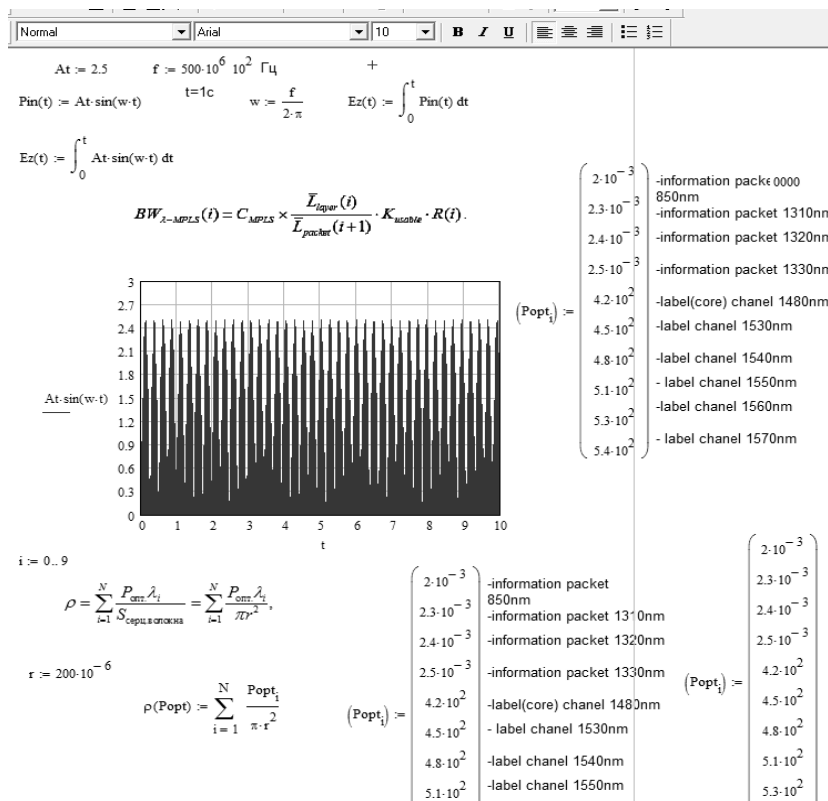 Normal Arial 10 B I U
At := 2.5 f := 500·10^6 10^2 Гц
Pin(t) := At·sin(w·t) t=1c w := f/(2·π) Ez(t) := ∫_0^t Pin(t) dt
Ez(t) := ∫_0^t At·sin(w·t) dt
BW_λ−MPLS(i) = C_MPLS × L̅_layer(i)/L̅_packet(i+1) · K_usable · R(i).
(Popt_i) :=
2·10^−3 -information packe 0000
850nm
2.3·10^−3 -information packet 1310nm
2.4·10^−3 -information packet 1320nm
2.5·10^−3 -information packet 1330nm
4.2·10^2 -label(core) chanel 1480nm
4.5·10^2 -label chanel 1530nm
4.8·10^2 -label chanel 1540nm
5.1·10^2 - label chanel 1550nm
5.3·10^2 -label chanel 1560nm
5.4·10^2 - label chanel 1570nm
At·sin(w·t)
3
2.7
2.4
2.1
1.8
1.5
1.2
0.9
0.6
0.3
0
0 1 2 3 4 5 6 7 8 9 10
t
i := 0..9
ρ = ∑_{i=1}^N P_опт.λ_i/S_серц.волокна = ∑_{i=1}^N P_опт.λ_i/πr^2,
r := 200·10^−6
ρ(Popt) := ∑_{i = 1}^N Popt_i/(π·r^2)
(Popt_i) :=
2·10^−3 -information packet
850nm
2.3·10^−3 -information packet 1310nm
2.4·10^−3 -information packet 1320nm
2.5·10^−3 -information packet 1330nm
4.2·10^2 -label(core) chanel 1480nm
4.5·10^2 - label chanel 1530nm
4.8·10^2 -label chanel 1540nm
5.1·10^2 -label chanel 1550nm
(Popt_i) :=
2·10^−3
2.3·10^−3
2.4·10^−3
2.5·10^−3
4.2·10^2
4.5·10^2
4.8·10^2
5.1·10^2
5.3·10^2